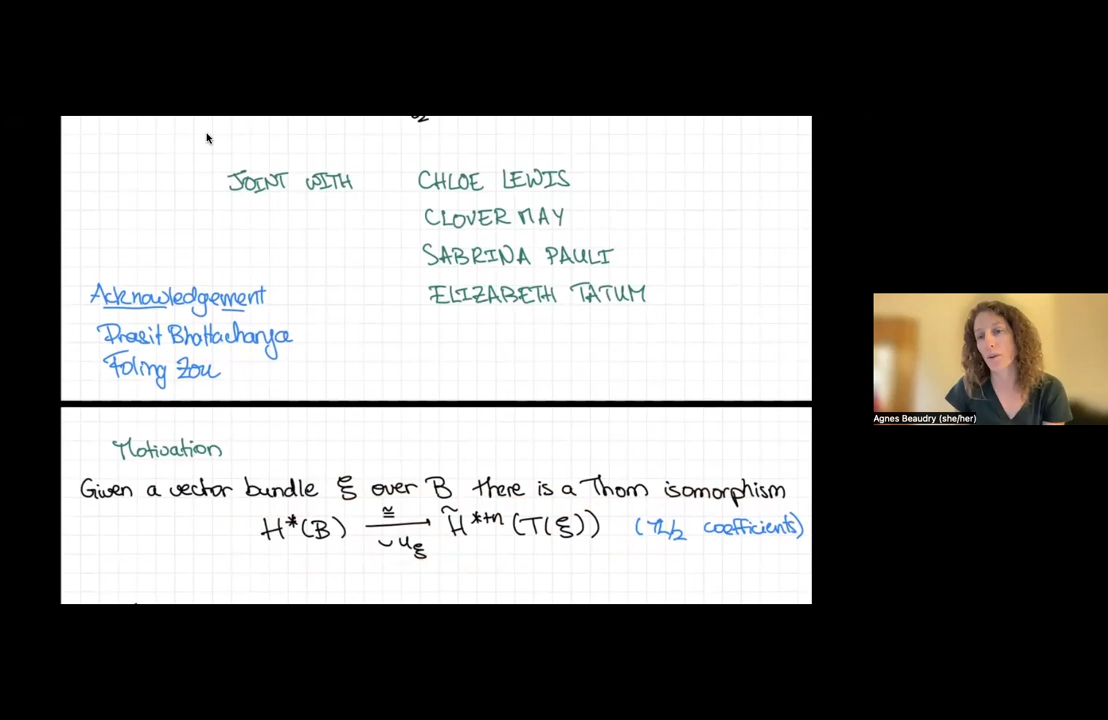 JOINT WITH CHLOE LEWIS
CLOVER MAY
SABRINA PAULI
ELIZABETH TATUM
Acknowledgement
Prasit Bhattacharya
Foling Zou
Motivation
Given a vector bundle ξ over B there is a Thom isomorphism
H*(B) ≅→ ∪u_ξ H̃*+n(T(ξ)) (ℤ/2 coefficients)
Agnes Beaudry (she/her)